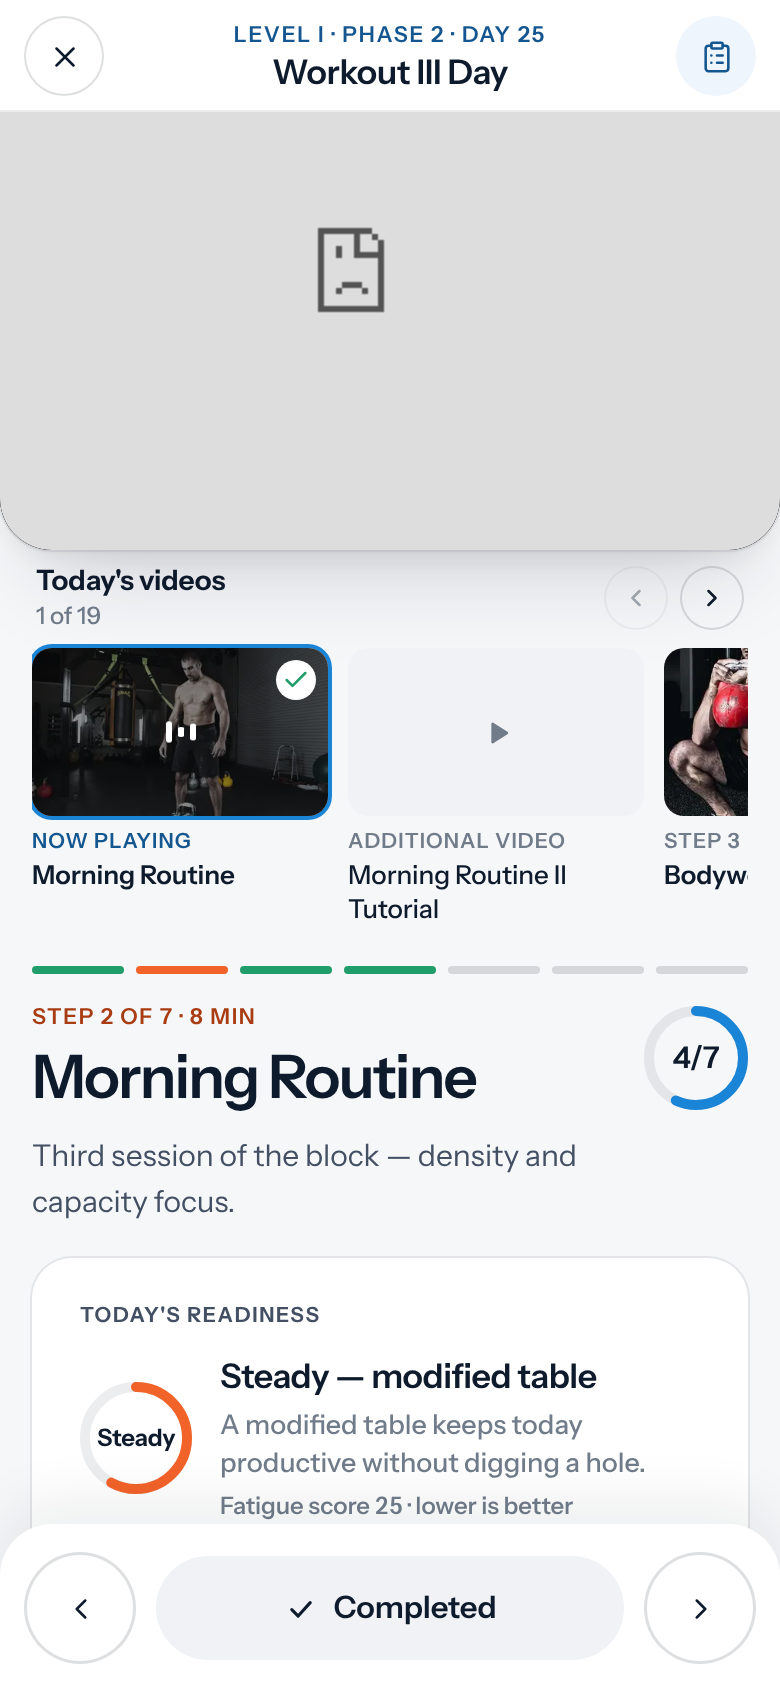 LEVEL I · PHASE 2 · DAY 25
Workout III Day
Today's videos
1 of 19
NOW PLAYING
Morning Routine
ADDITIONAL VIDEO
Morning Routine II
Tutorial
STEP 3
STEP 2 OF 7 · 8 MIN
Morning Routine
4/7
Third session of the block — density and
capacity focus.
TODAY'S READINESS
Steady — modified table
Steady
A modified table keeps today
productive without digging a hole.
Fatigue score 25 · lower is better
Completed